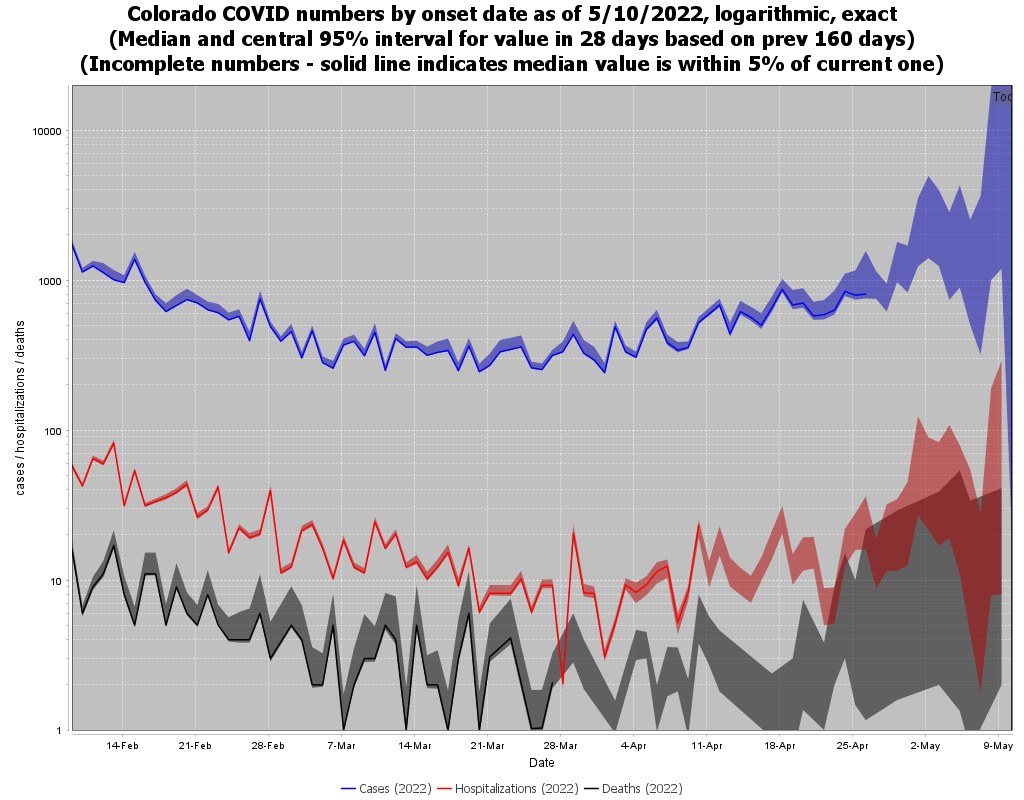 Colorado COVID numbers by onset date as of 5/10/2022, logarithmic, exact
(Median and central 95% interval for value in 28 days based on prev 160 days)
(Incomplete numbers - solid line indicates median value is within 5% of current one)
Too
10000
1000
100
10
1
cases / hospitalizations / deaths
14-Feb 21-Feb 28-Feb 7-Mar 14-Mar 21-Mar 28-Mar 4-Apr 11-Apr 18-Apr 25-Apr 2-May 9-May
Date
Cases (2022) Hospitalizations (2022) Deaths (2022)